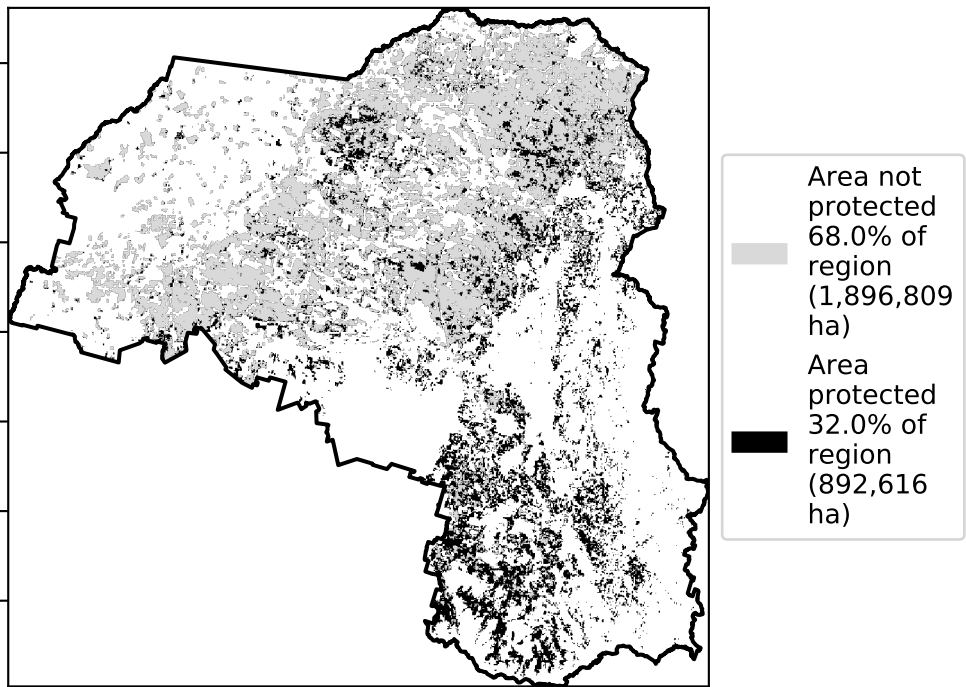 Area not
protected
68.0% of
region
(1,896,809
ha)
Area
protected
32.0% of
region
(892,616
ha)